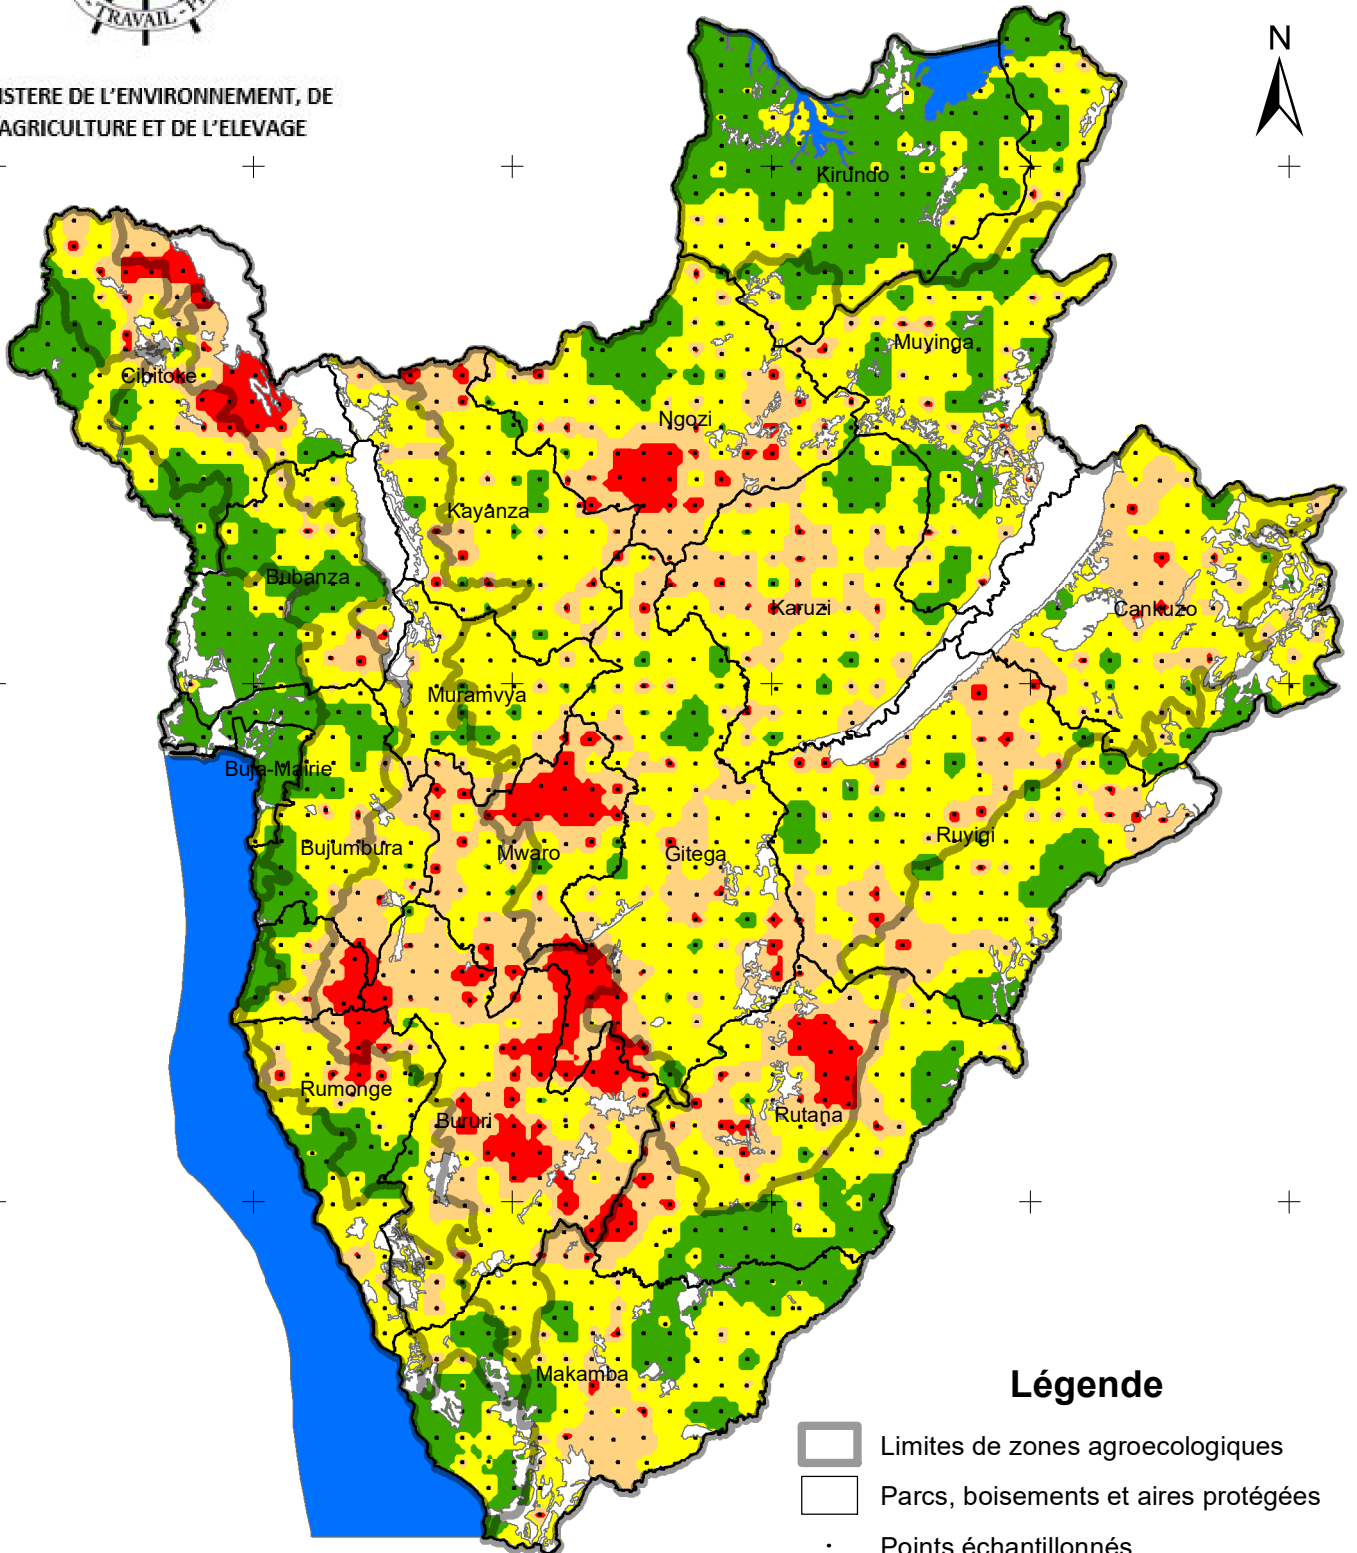 - TRAVAIL -
N
DE L'ENVIRONNEMENT, DE
ET DE L'ELEVAGE
Kirundo
Muyinga
Cibitoke
Ngozi
Kayanza
Bubanza
Karuzi
Cankuzo
Muramvya
Buja-Mairie
Ruyigi
Bujumbura
Mwaro
Gitega
Rumonge
Bururi
Rutana
Makamba
Légende
Limites de zones agroecologiques
Parcs, boisements et aires protégées
Points échantillonnés